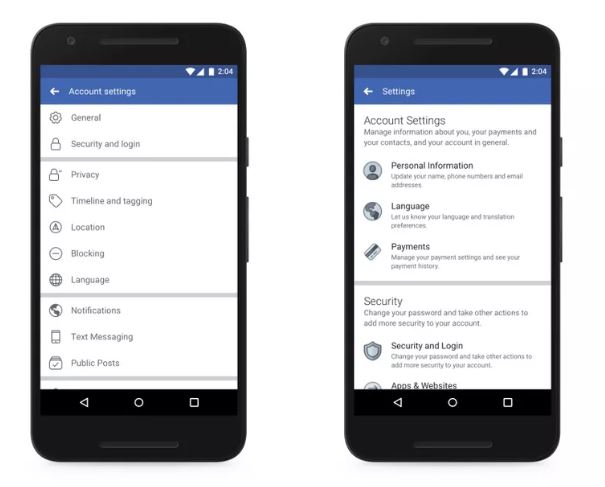 2:04
Account settings
General
Security and login
Privacy
Timeline and tagging
Location
Blocking
Language
Notifications
Text Messaging
Public Posts
2:04
Settings
Account Settings
Manage information about you, your payments and
your contacts, and your account in general.
Personal Information
Update your name, phone numbers and email
addresses.
Language
Let us know your language and translation
preferences.
Payments
Manage your payment settings and see your
payment history.
Security
Change your password and take other actions to
add more security to your account.
Security and Login
Change your password and take other actions to
add more security to your account.
Apps & Websites